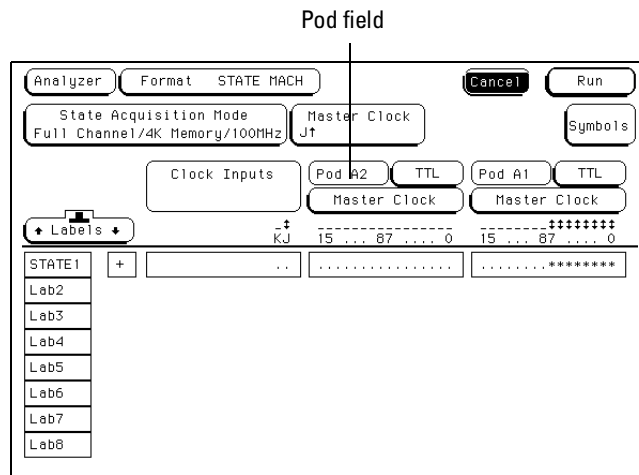 Pod field
Analyzer Format STATE MACH Cancel Run
State Acquisition Mode
Full Channel/4K Memory/100MHz
Master Clock
J↑
Symbols
Clock Inputs
Pod A2 TTL Pod A1 TTL
Master Clock Master Clock
↑ Labels ↓
KJ 15 ... 87 .... 0 15 ... 87 .... 0
STATE1 + .. ................ ........********
Lab2
Lab3
Lab4
Lab5
Lab6
Lab7
Lab8